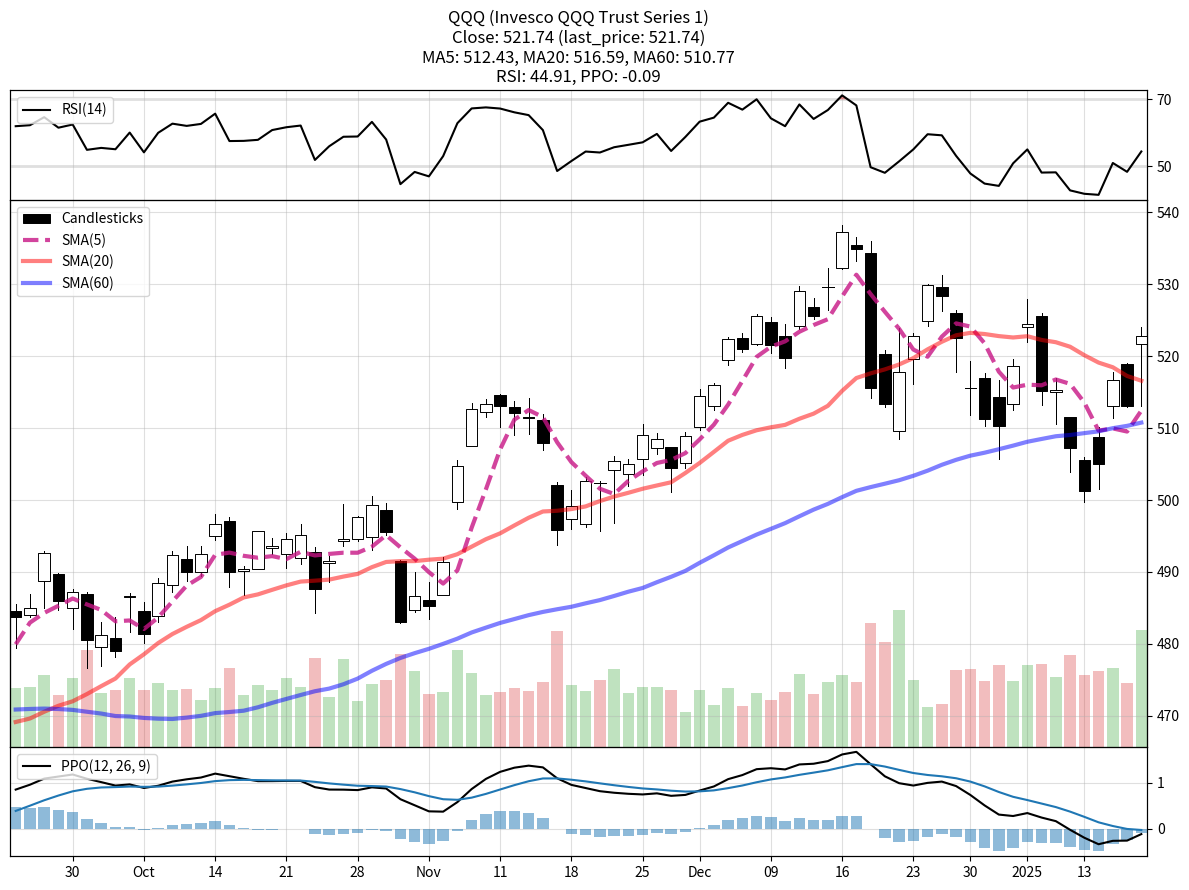 QQQ (Invesco QQQ Trust Series 1)
Close: 521.74 (last_price: 521.74)
MA5: 512.43, MA20: 516.59, MA60: 510.77
RSI: 44.91, PPO: -0.09
RSI(14)
70
50
Candlesticks
SMA(5)
SMA(20)
SMA(60)
540
530
520
510
500
490
480
470
PPO(12, 26, 9)
1
0
30 Oct 14 21 28 Nov 11 18 25 Dec 09 16 23 30 2025 13